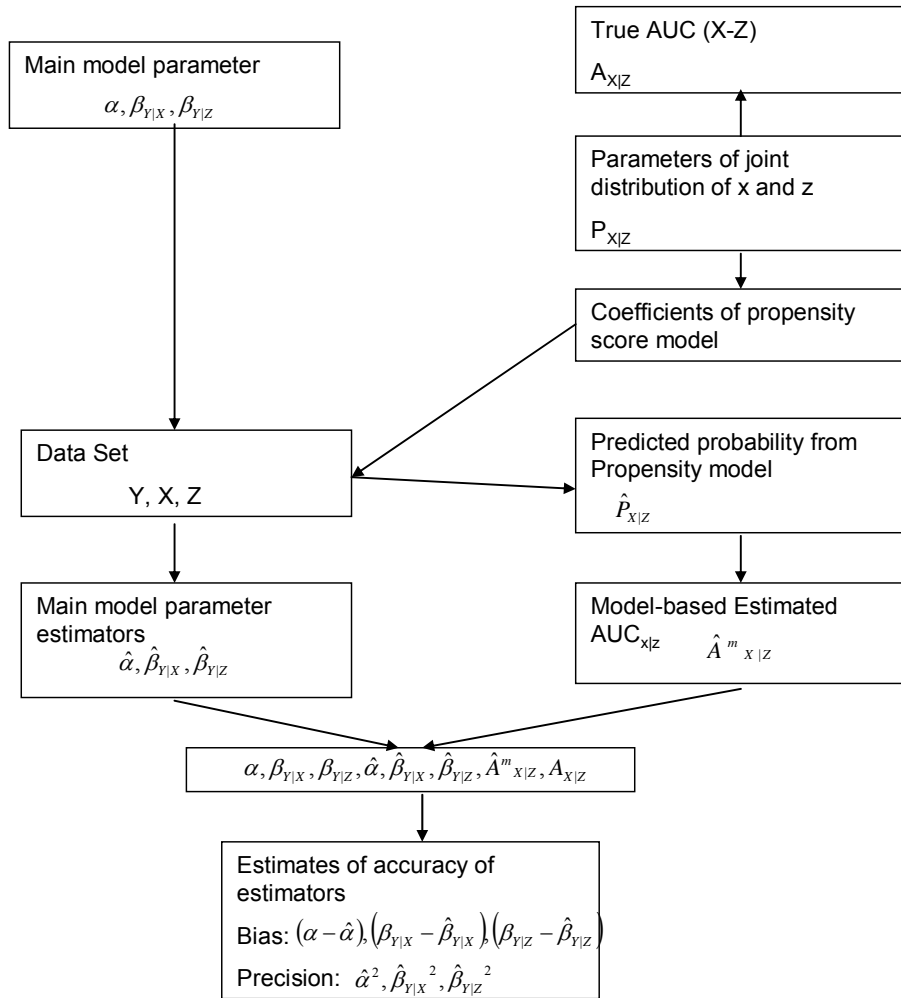 Main model parameter
α, β_{Y|X}, β_{Y|Z}
True AUC (X-Z)
A_{X|Z}
Parameters of joint
distribution of x and z
P_{X|Z}
Coefficients of propensity
score model
Data Set
Y, X, Z
Predicted probability from
Propensity model
P̂_{X|Z}
Main model parameter
estimators
α̂, β̂_{Y|X}, β̂_{Y|Z}
Model-based Estimated
AUC_{x|z} Â^m_{X|Z}
α, β_{Y|X}, β_{Y|Z}, α̂, β̂_{Y|X}, β̂_{Y|Z}, Â^m_{X|Z}, A_{X|Z}
Estimates of accuracy of
estimators
Bias: (α − α̂), (β_{Y|X} − β̂_{Y|X}), (β_{Y|Z} − β̂_{Y|Z})
Precision: α̂², β̂_{Y|X}², β̂_{Y|Z}²